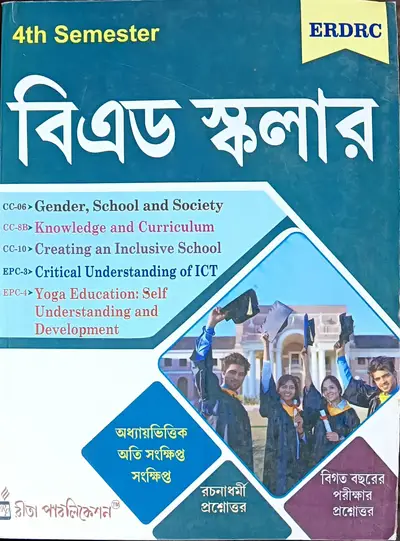 4th Semester
ERDRC
বিএড স্কলার
CC-06> Gender, School and Society
CC-8B> Knowledge and Curriculum
CC-10> Creating an Inclusive School
EPC-3> Critical Understanding of ICT
EPC-4> Yoga Education: Self
Understanding and
Development
অধ্যায়ভিত্তিক
অতি সংক্ষিপ্ত
সংক্ষিপ্ত
রচনাধর্মী
প্রশ্নোত্তর
বিগত বছরের
পরীক্ষার
প্রশ্নোত্তর
রীতা পাবলিকেশন™